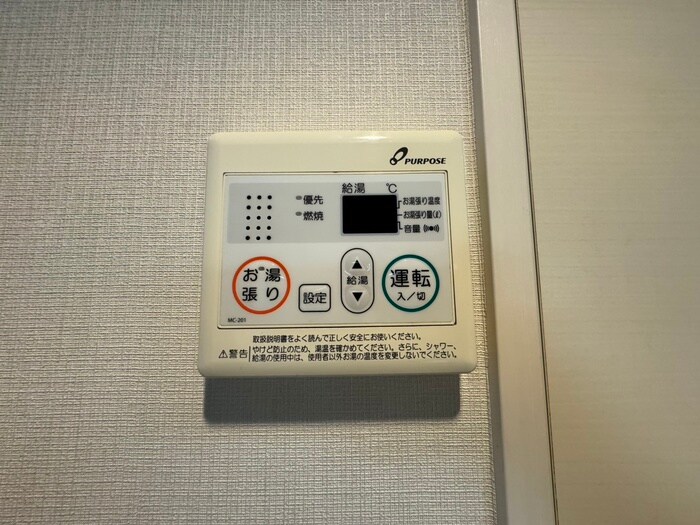 PURPOSE
給湯 ℃
優先
燃焼
お湯張り温度
お湯張り量(ℓ)
音量
お湯
張り
設定
▲
給湯
▼
運転
入/切
MC-261
取扱説明書をよく読んで正しく安全にお使いください。
⚠警告 やけど防止のため、湯温を確かめてください。さらに、シャワー、
給湯の使用中は、使用者以外お湯の温度を変更しないでください。